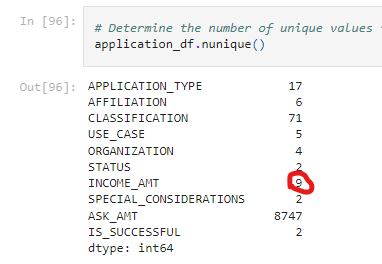 In [96]:
# Determine the number of unique values
application_df.nunique()
Out[96]:
APPLICATION_TYPE 17
AFFILIATION 6
CLASSIFICATION 71
USE_CASE 5
ORGANIZATION 4
STATUS 2
INCOME_AMT 9
SPECIAL_CONSIDERATIONS 2
ASK_AMT 8747
IS_SUCCESSFUL 2
dtype: int64